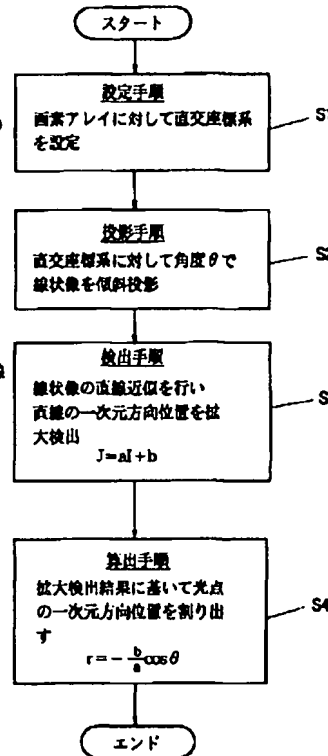 スタート
設定手順
画素アレイに対して直交座標系
を設定
投影手順
直交座標系に対して角度θで
線状像を傾斜投影
検出手順
線状像の直線近似を行い
直線の一次元方向位置を拡
大検出
J=aI+b
算出手順
拡大検出結果に基いて光点
の一次元方向位置を割り出
す
r=-b/a cosθ
S4
エンド